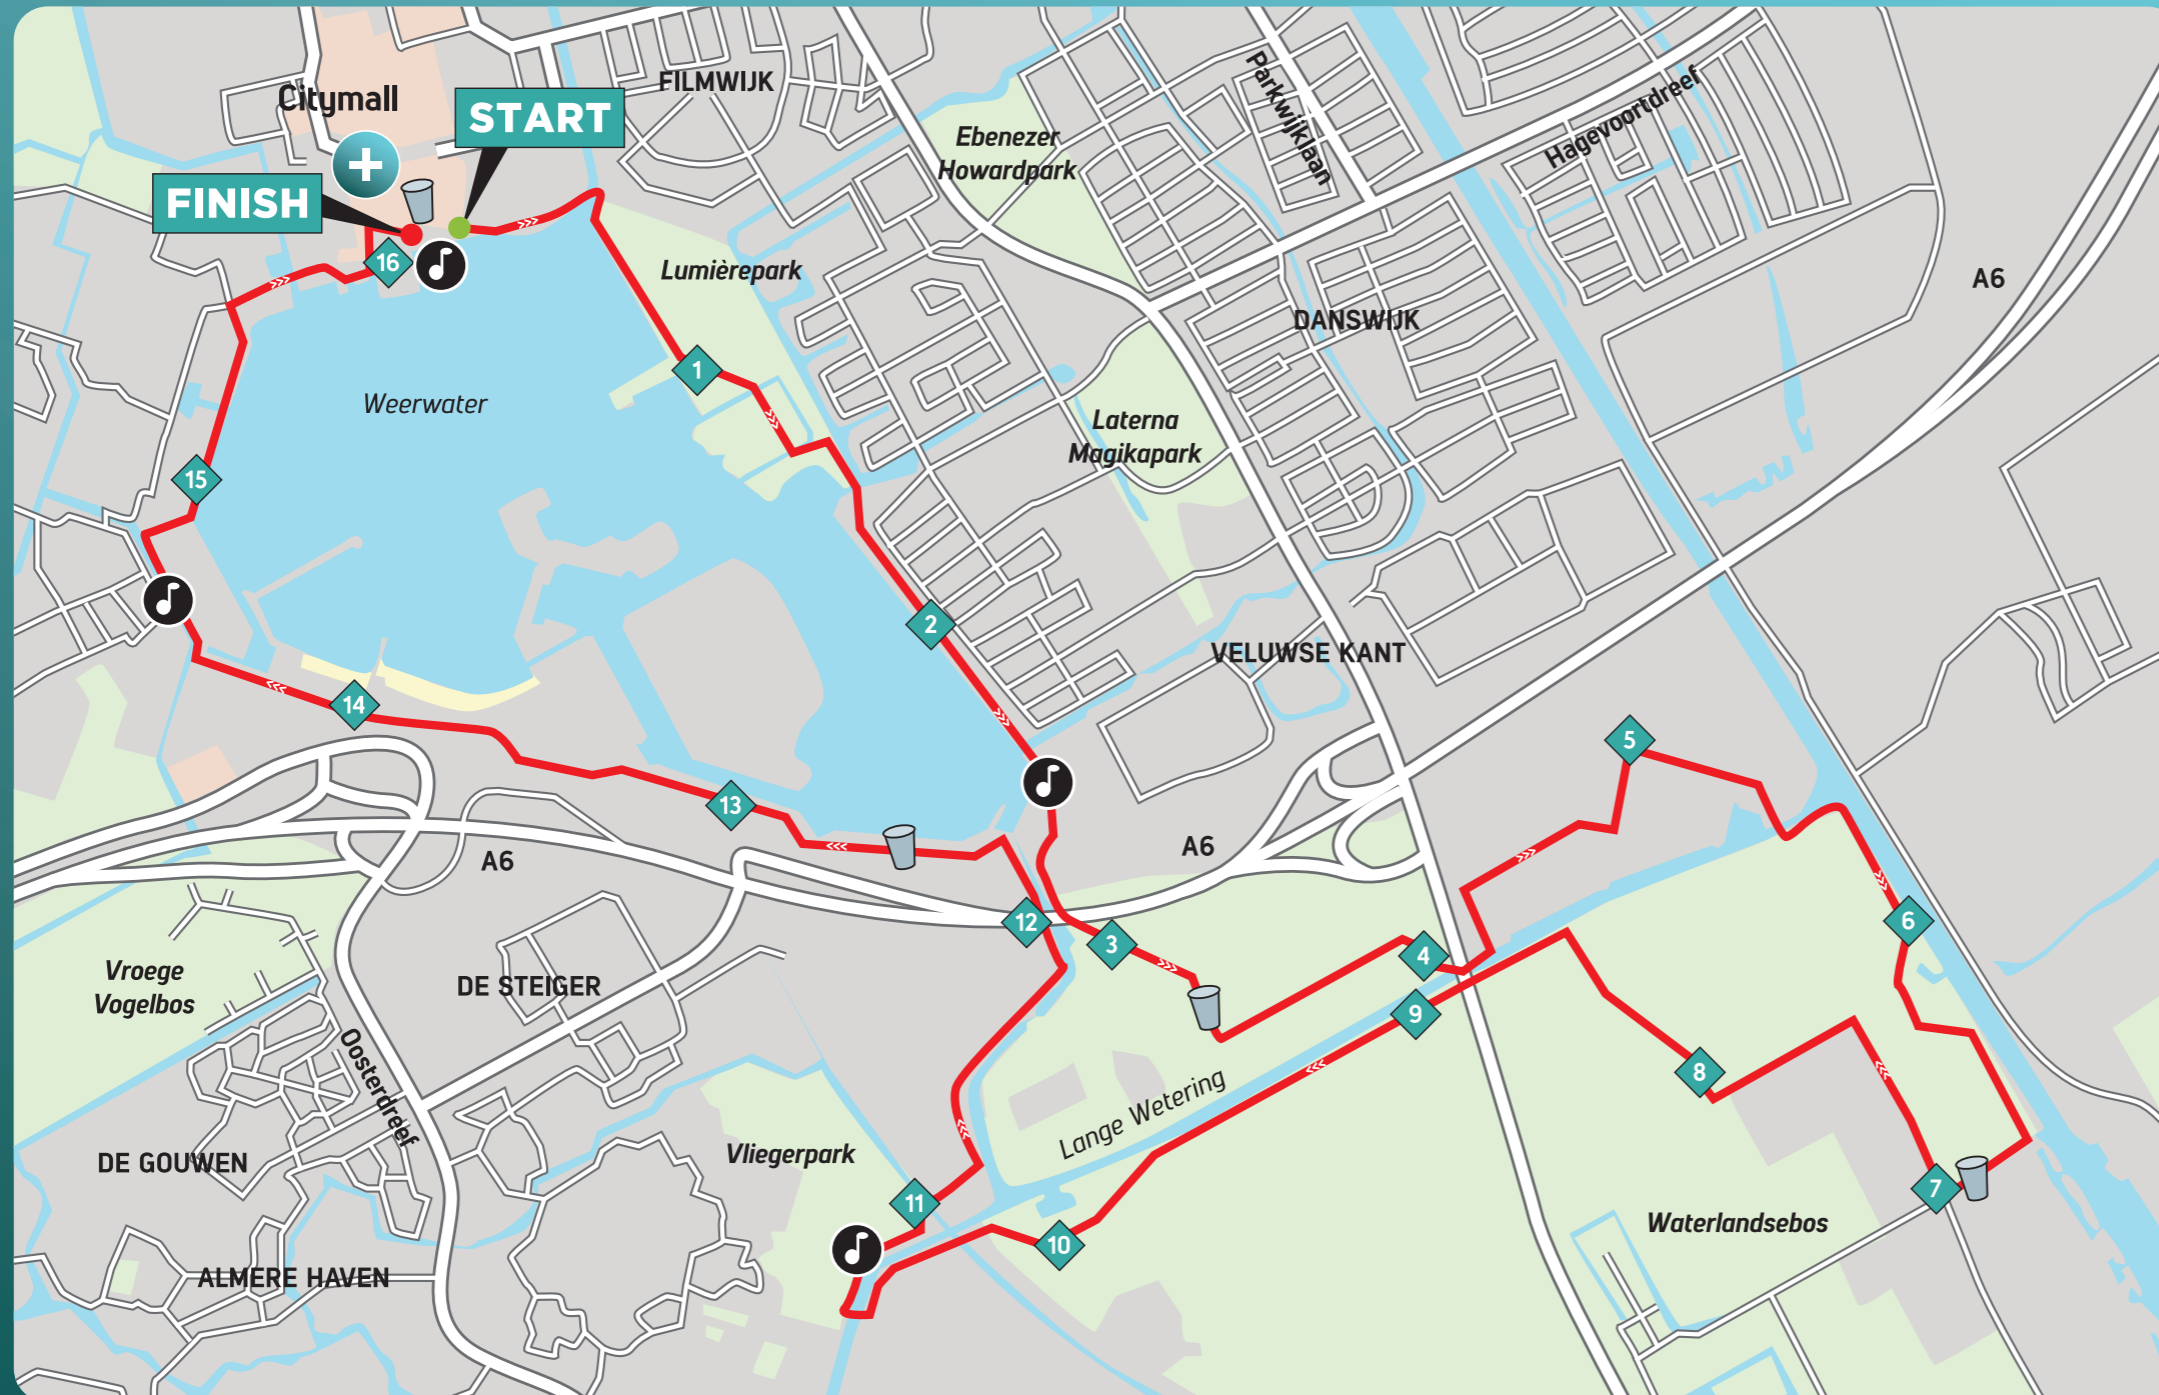 FILMWIJK
Citymall
START
FINISH
Ebenezer
Howardpark
Parkwijklaan
Hagevoortdreef
A6
Lumièrepark
DANSWIJK
Weerwater
Laterna
Magikapark
VELUWSE KANT
A6
A6
Vroege
Vogelbos
DE STEIGER
Oosterdreef
Lange Wetering
DE GOUWEN
Vliegerpark
Waterlandsebos
ALMERE HAVEN
1
2
3
4
5
6
7
8
9
10
11
12
13
14
15
16